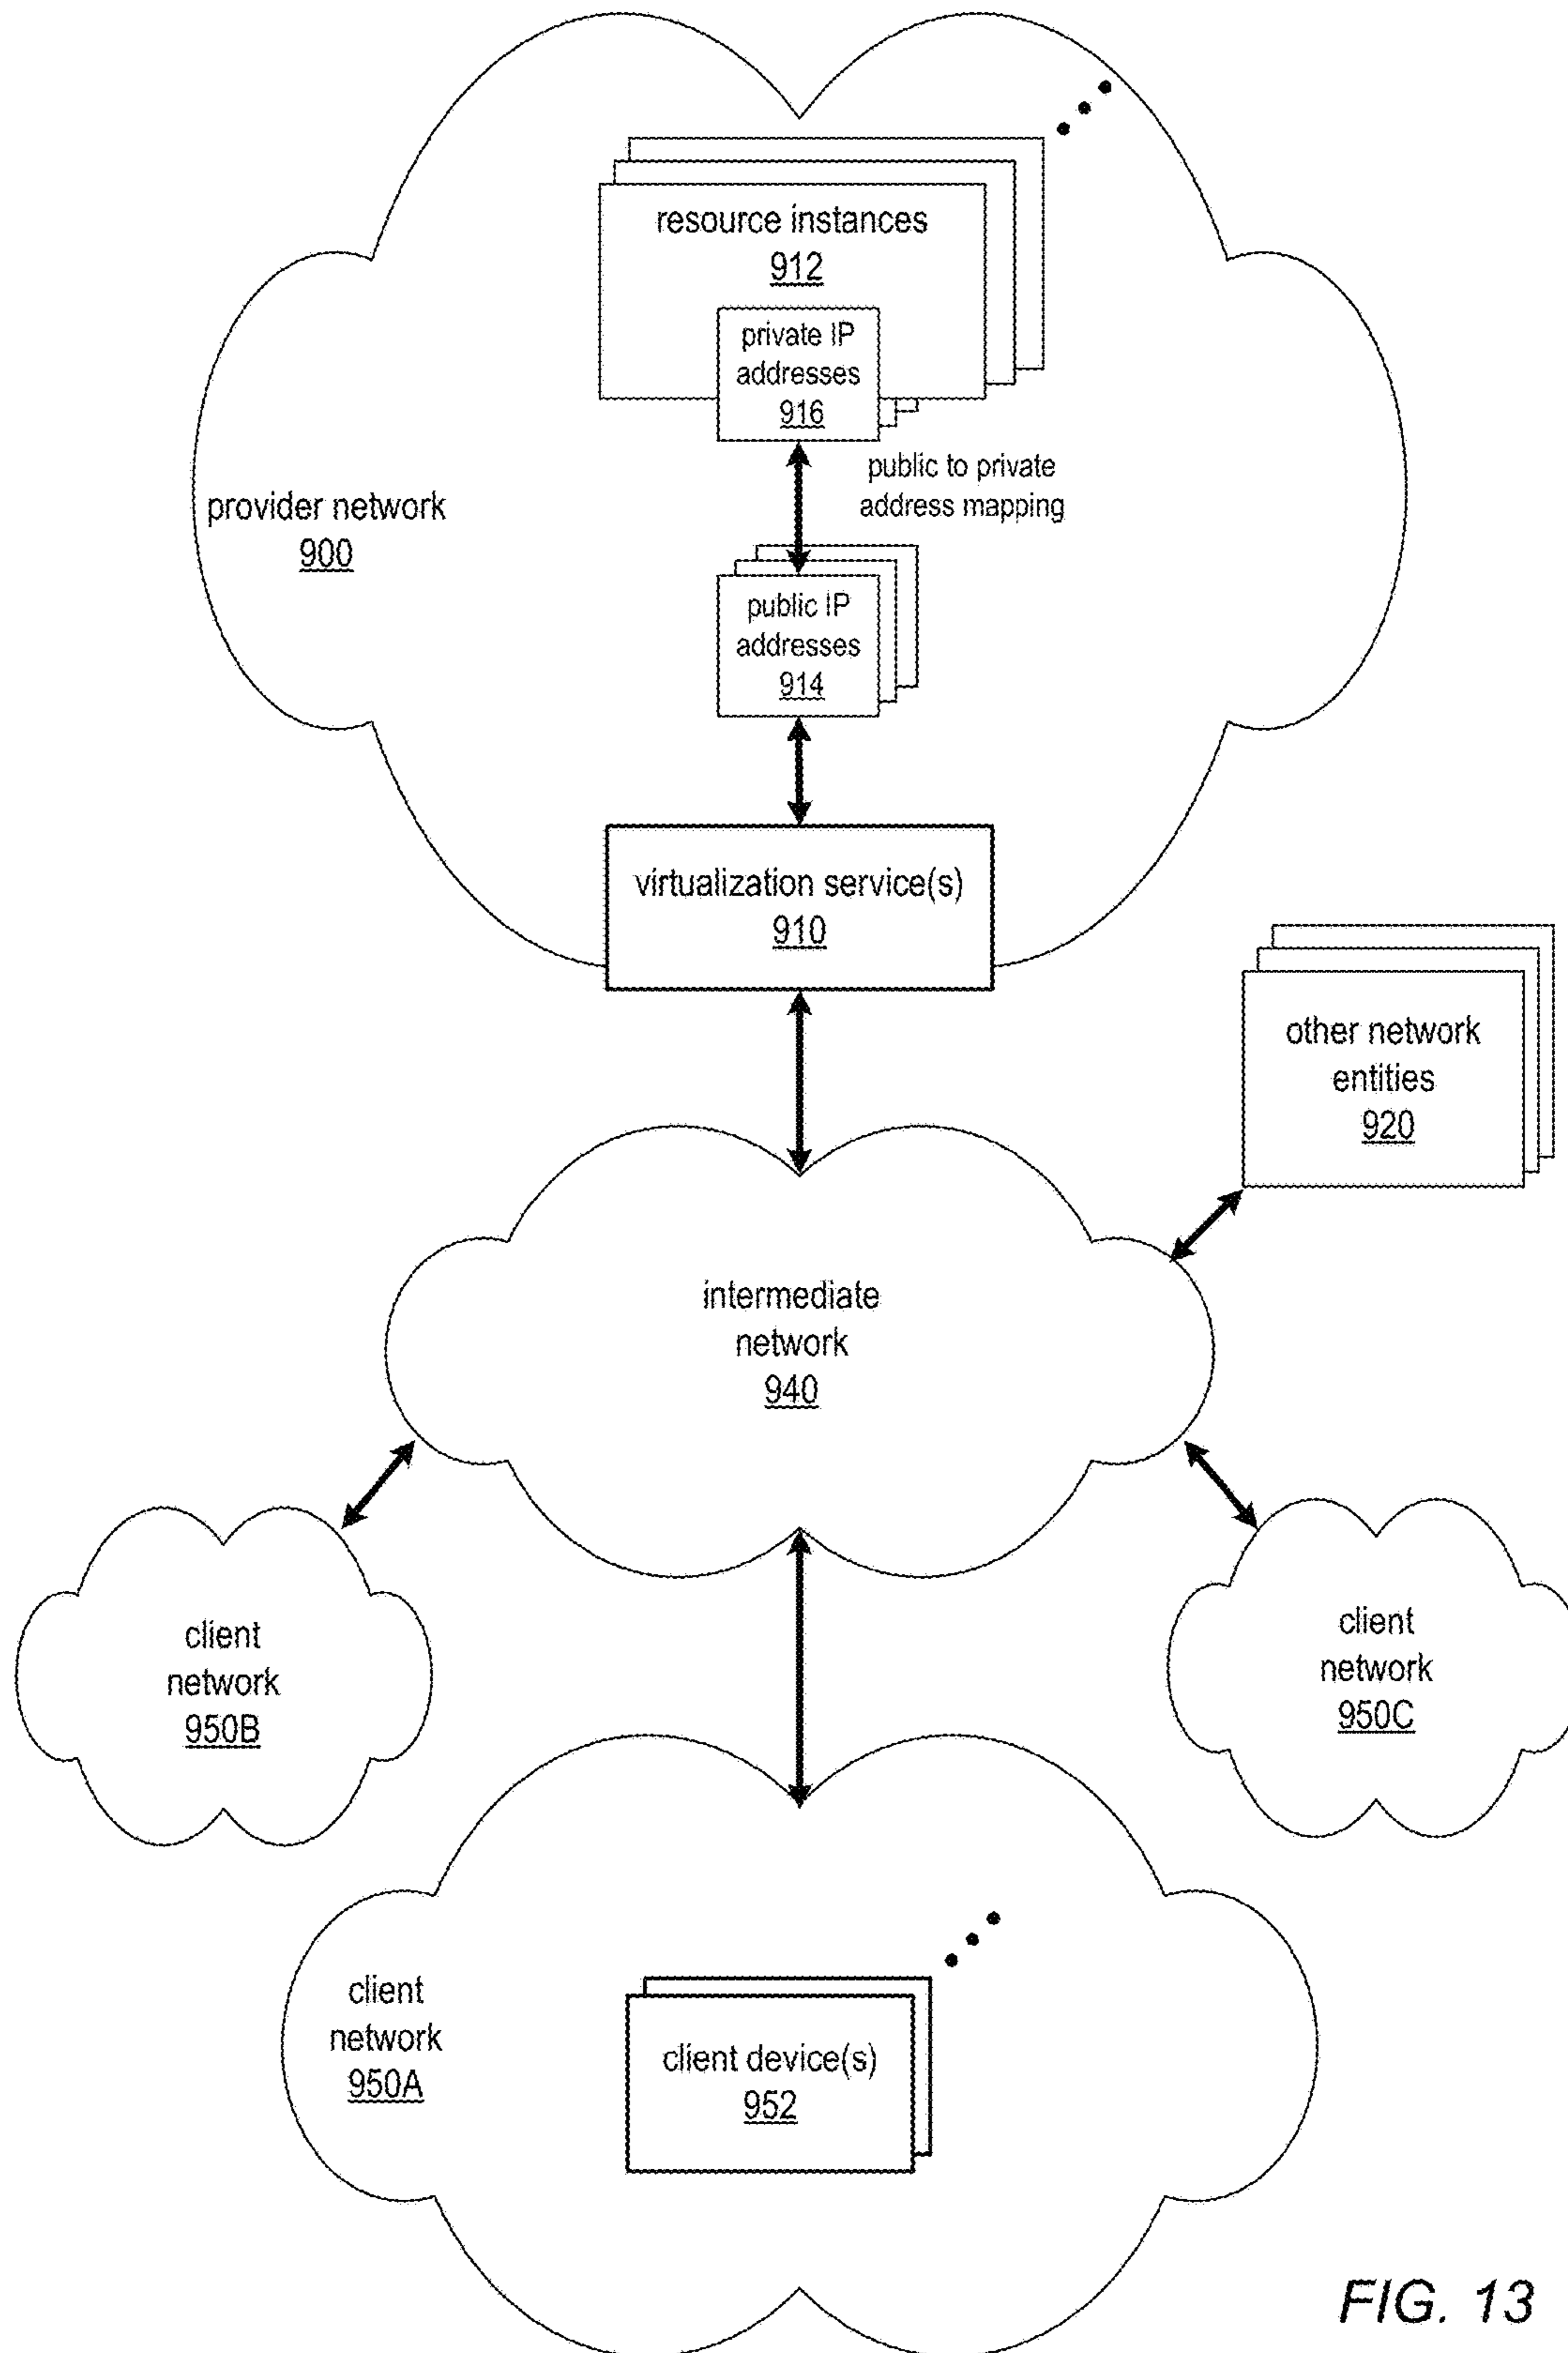 resource instances
912
private IP
addresses
916
public to private
address mapping
provider network
900
public IP
addresses
914
virtualization service(s)
910
other network
entities
920
intermediate
network
940
client
network
950B
client
network
950C
client
network
950A
client device(s)
952
FIG. 13